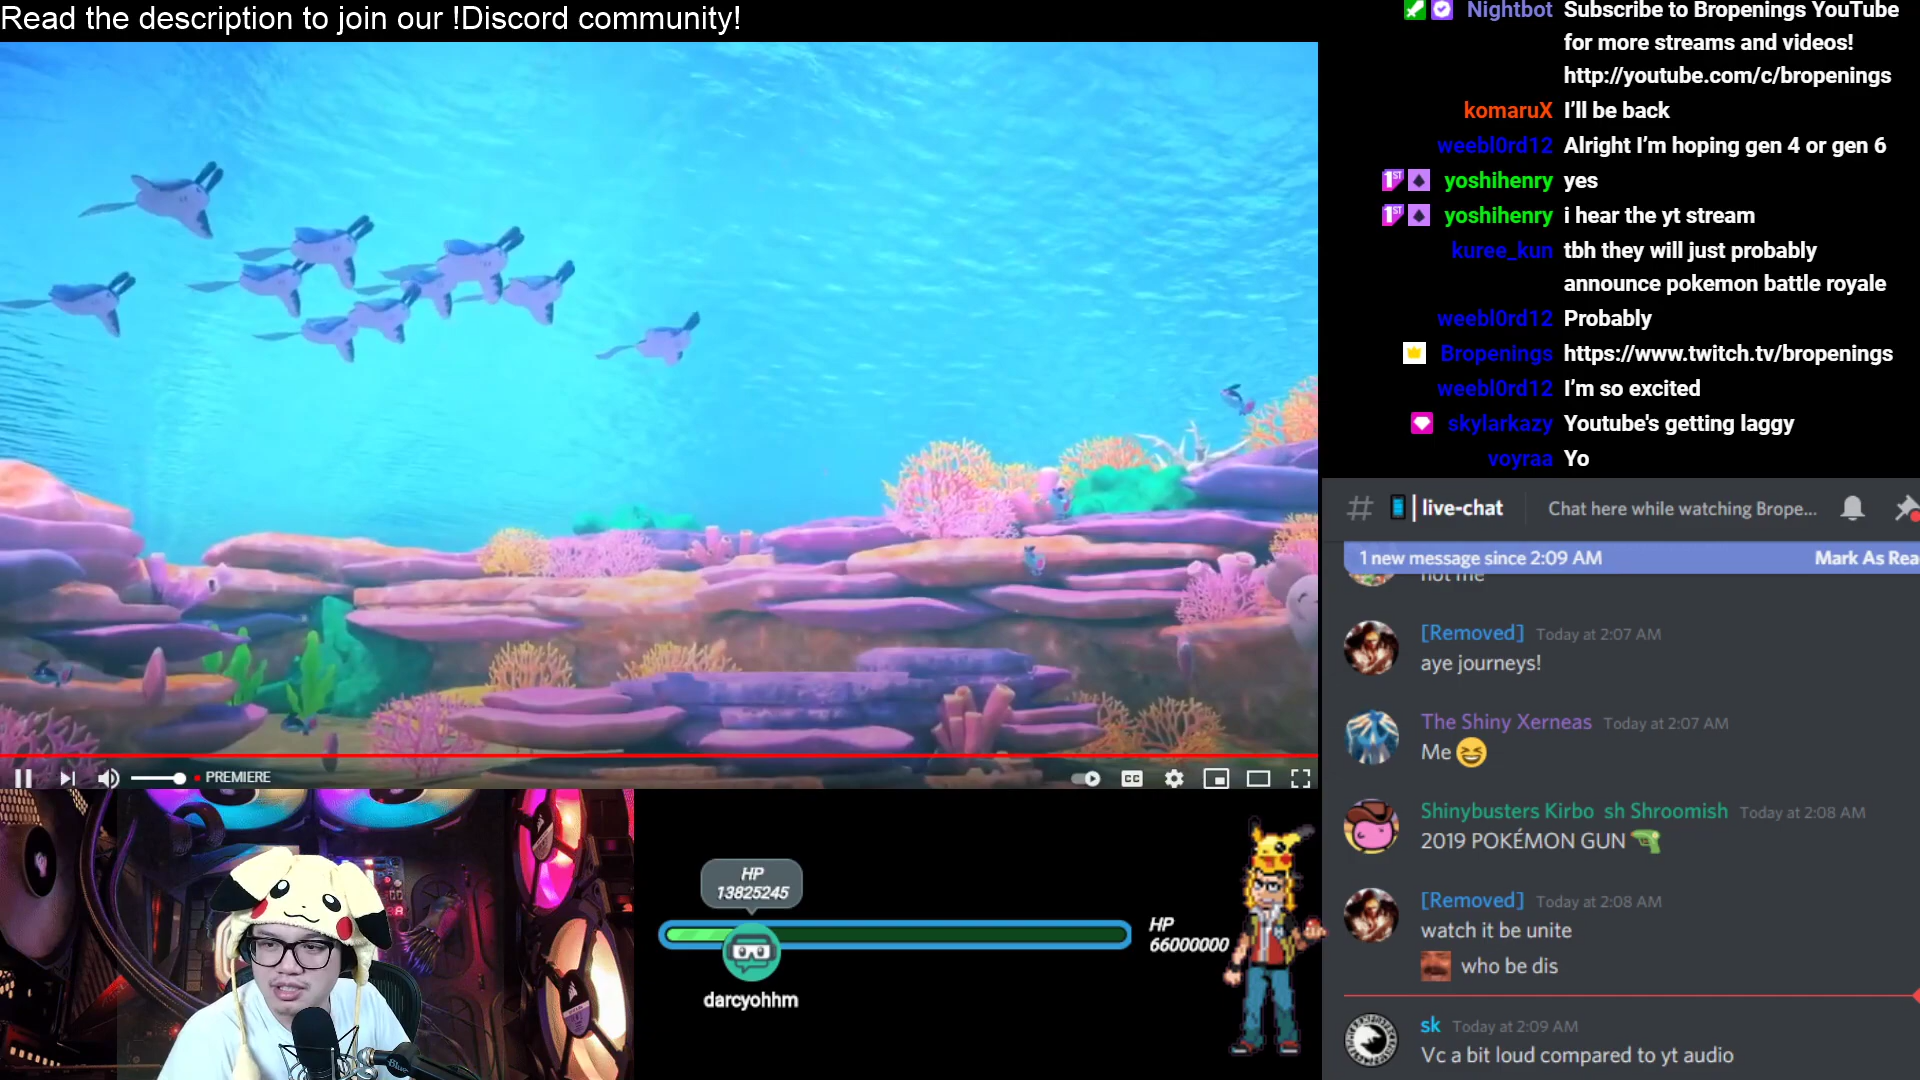 Read the description to join our !Discord community!
PREMIERE
CC
HP
13825245
HP
66000000
darcyohhm
Nightbot Subscribe to Bropenings YouTube
for more streams and videos!
http://youtube.com/c/bropenings
komaruX I’ll be back
weebl0rd12 Alright I’m hoping gen 4 or gen 6
1ST yoshihenry yes
1ST yoshihenry i hear the yt stream
kuree_kun tbh they will just probably
announce pokemon battle royale
weebl0rd12 Probably
Bropenings https://www.twitch.tv/bropenings
weebl0rd12 I’m so excited
skylarkazy Youtube's getting laggy
voyraa Yo
# | live-chat Chat here while watching Brope...
1 new message since 2:09 AM Mark As Rea
not me
[Removed] Today at 2:07 AM
aye journeys!
The Shiny Xerneas Today at 2:07 AM
Me 😆
Shinybusters Kirbo sh Shroomish Today at 2:08 AM
2019 POKÉMON GUN 🔫
[Removed] Today at 2:08 AM
watch it be unite
who be dis
sk Today at 2:09 AM
Vc a bit loud compared to yt audio